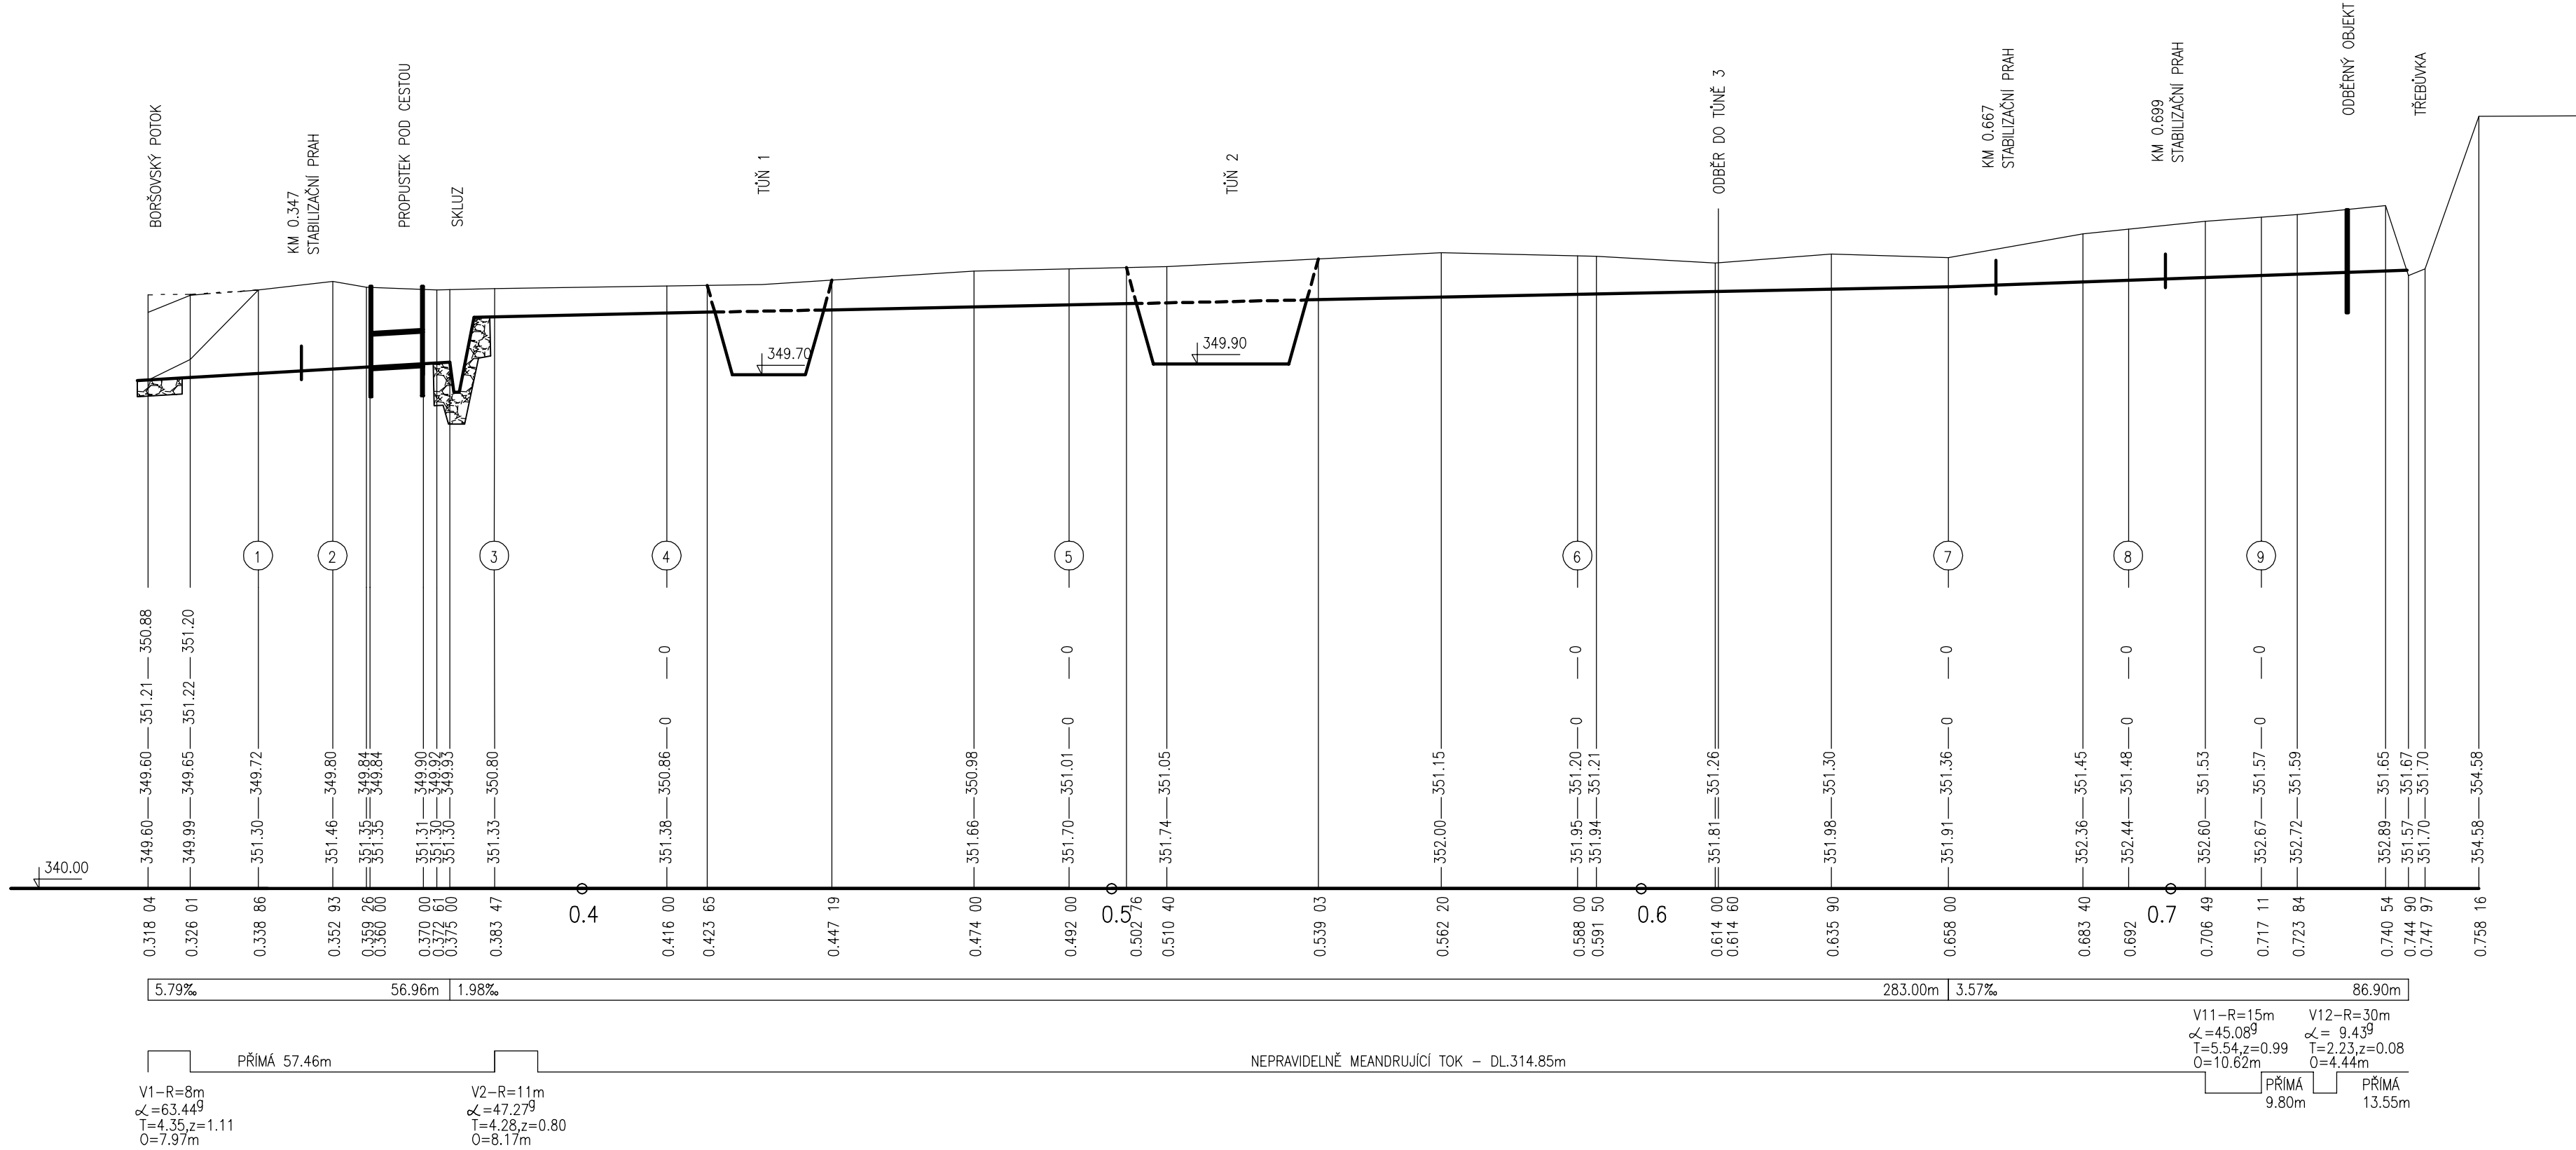 BORŠOVSKÝ POTOK
KM 0.347
STABILIZAČNÍ PRAH
PROPUSTEK POD CESTOU
SKLUZ
TŮŇ 1
TŮŇ 2
ODBĚR DO TŮNĚ 3
KM 0.667
STABILIZAČNÍ PRAH
KM 0.699
STABILIZAČNÍ PRAH
ODBĚRNÝ OBJEKT
TŘEBŮVKA
349.70
349.90
1
2
3
4
5
6
7
8
9
349.60 349.60 351.21 350.88
349.99 349.65 351.22 351.20
351.30 349.72
351.46 349.80
351.35 349.84
351.35 349.84
351.31 349.90
351.30 349.92
351.30 349.93
351.33 350.80
351.38 350.86 0 0
351.66 350.98
351.70 351.01 0 0
351.74 351.05
352.00 351.15
351.95 351.20 0 0
351.94 351.21
351.81 351.26
351.98 351.30
351.91 351.36 0 0
352.36 351.45
352.44 351.48 0 0
352.60 351.53
352.67 351.57 0 0
352.72 351.59
352.89 351.65
351.57 351.67
351.70 351.70
354.58 354.58
340.00
0.318 04
0.326 01
0.338 86
0.352 93
0.359 26
0.360 00
0.370 00
0.372 61
0.375 00
0.383 47
0.4
0.416 00
0.423 65
0.447 19
0.474 00
0.492 00
0.5
0.502 76
0.510 40
0.539 03
0.562 20
0.588 00
0.591 50
0.6
0.614 00
0.614 60
0.635 90
0.658 00
0.683 40
0.692
0.7
0.706 49
0.717 11
0.723 84
0.740 54
0.744 90
0.747 97
0.758 16
5.79‰ 56.96m 1.98‰ 283.00m 3.57‰ 86.90m
V11-R=15m
∝=45.08g
T=5.54,z=0.99
O=10.62m
V12-R=30m
∝= 9.43g
T=2.23,z=0.08
O=4.44m
PŘÍMÁ 57.46m
NEPRAVIDELNĚ MEANDRUJÍCÍ TOK – DL.314.85m
PŘÍMÁ
9.80m
PŘÍMÁ
13.55m
V1-R=8m
∝=63.44g
T=4.35,z=1.11
O=7.97m
V2-R=11m
∝=47.27g
T=4.28,z=0.80
O=8.17m